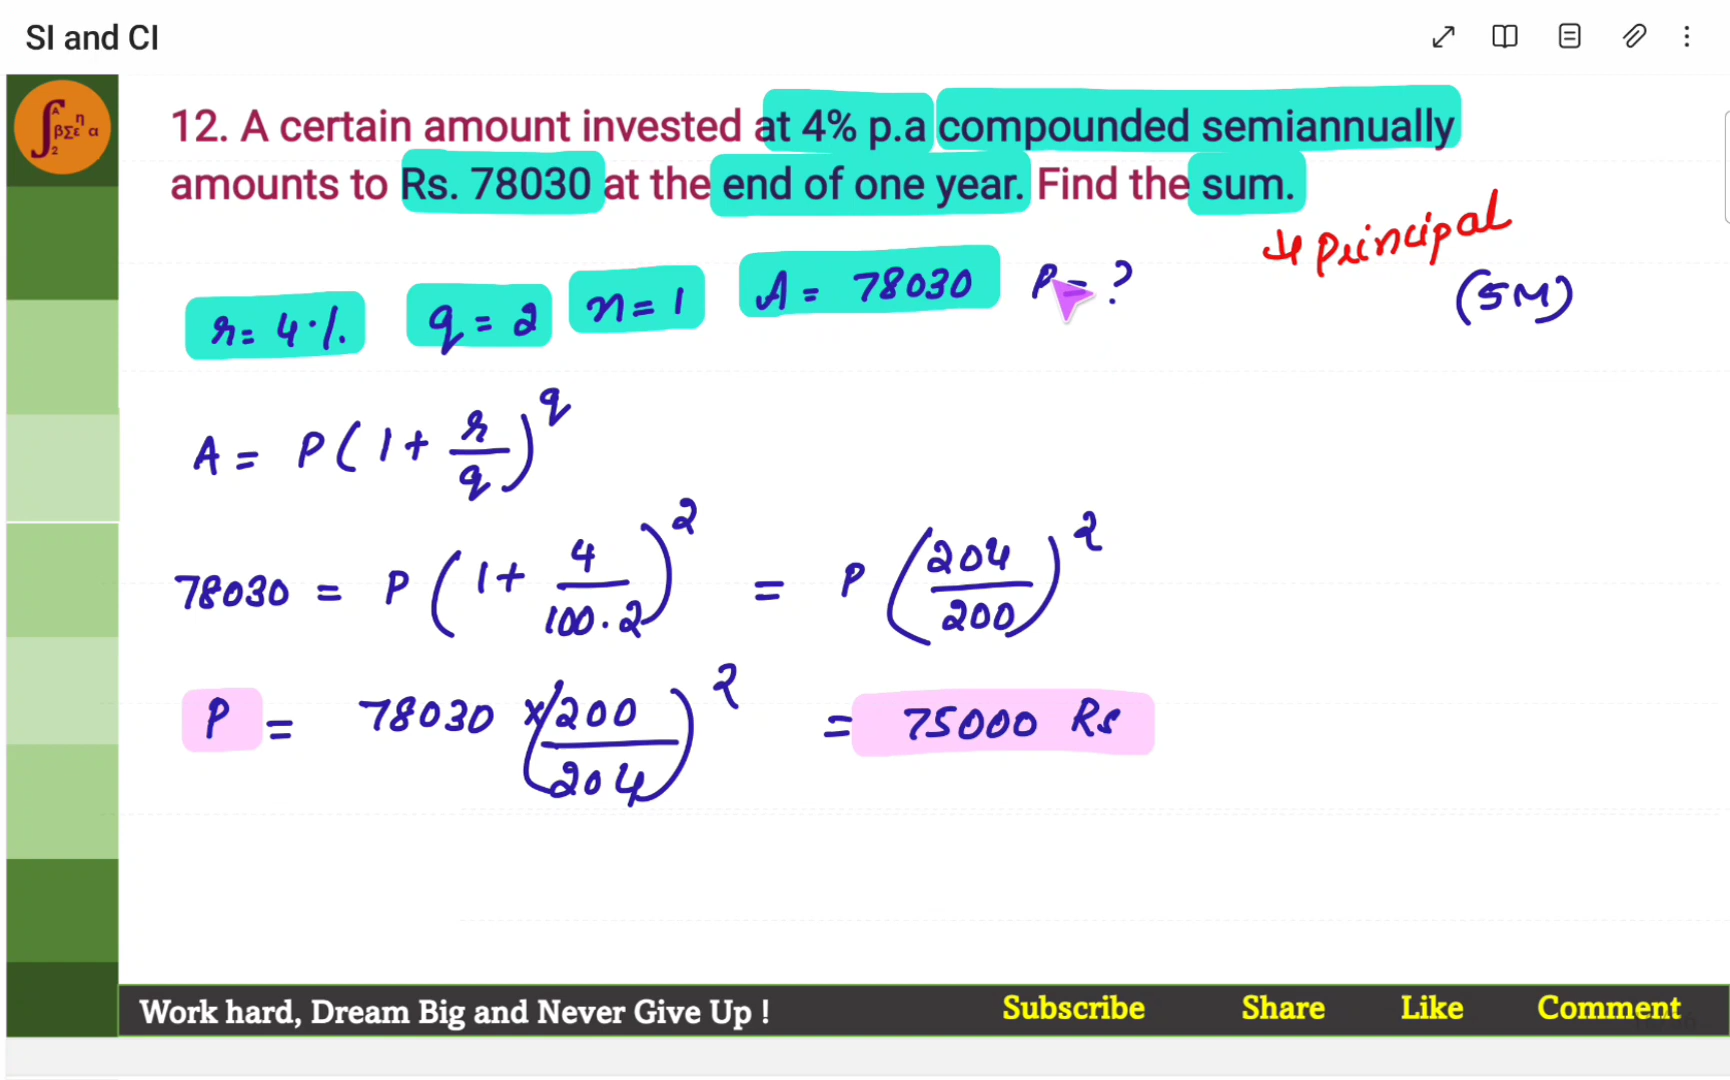 SI and CI
12. A certain amount invested at 4% p.a compounded semiannually
amounts to Rs. 78030 at the end of one year. Find the sum.
↳ principal
r = 4% q = 2 n = 1 A = 78030 P = ?
(5M)
A = P(1 + r/q)^q
78030 = P(1 + 4/100·2)^2 = P(204/200)^2
P = 78030 x (200/204)^2 = 75000 Rs
Work hard, Dream Big and Never Give Up ! Subscribe Share Like Comment